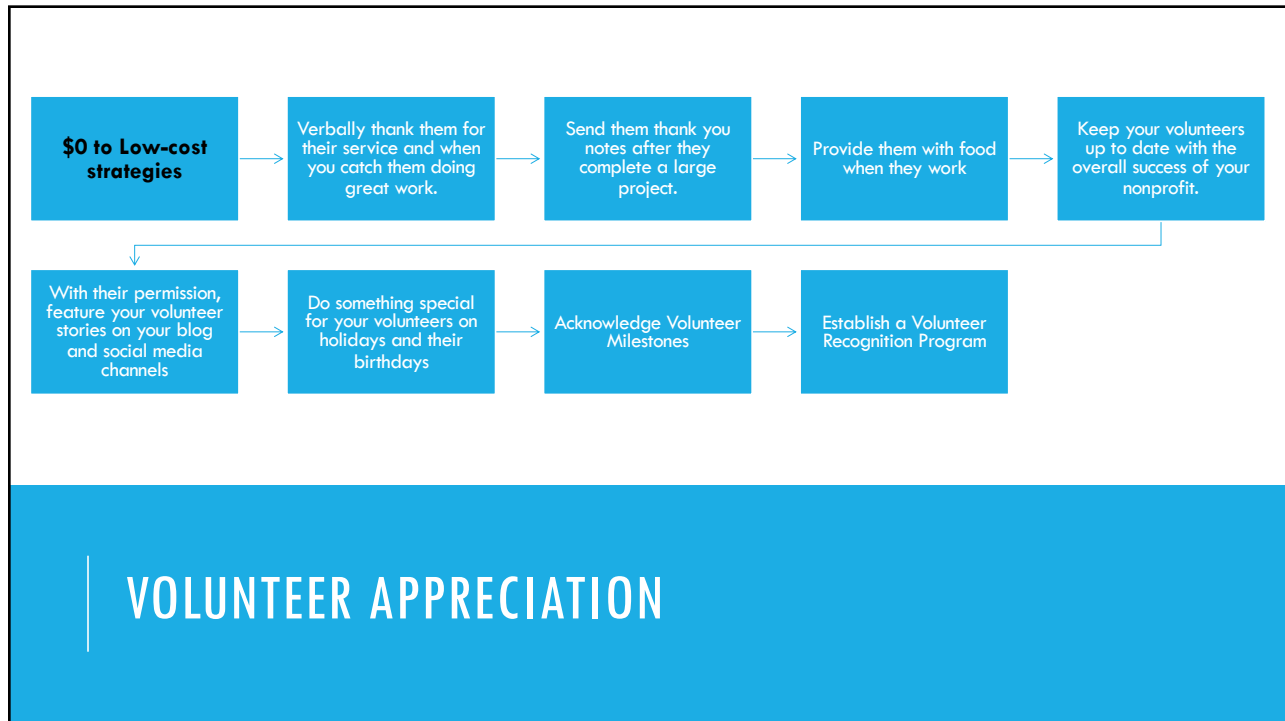 $0 to Low-cost
strategies
Verbally thank them for
their service and when
you catch them doing
great work.
Send them thank you
notes after they
complete a large
project.
Provide them with food
when they work
Keep your volunteers
up to date with the
overall success of your
nonprofit.
With their permission,
feature your volunteer
stories on your blog
and social media
channels
Do something special
for your volunteers on
holidays and their
birthdays
Acknowledge Volunteer
Milestones
Establish a Volunteer
Recognition Program
VOLUNTEER APPRECIATION